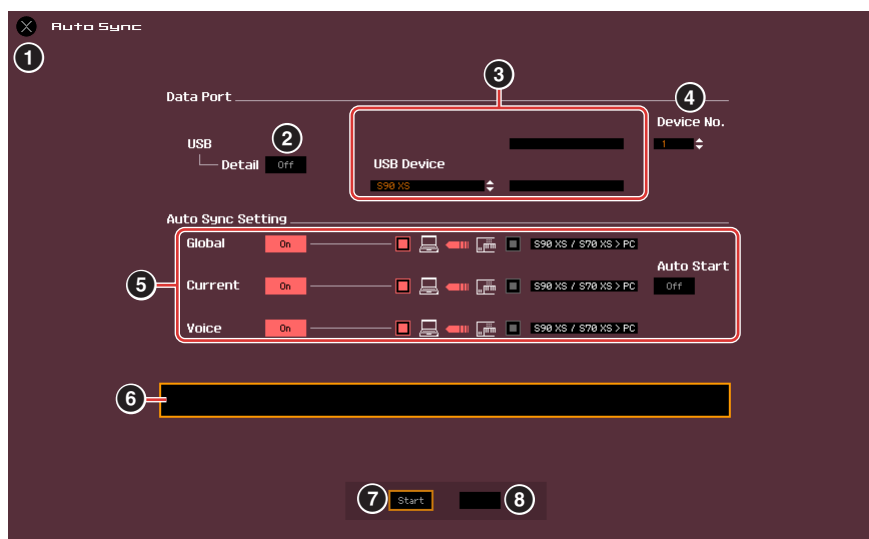 Auto Sync
1
3
Data Port
4
Device No.
USB
2
1
Detail
Off
USB Device
S90 XS
Auto Sync Setting
Global
On
S90 XS / S70 XS > PC
Auto Start
5
Current
On
S90 XS / S70 XS > PC
Off
Voice
On
S90 XS / S70 XS > PC
6
7
Start
8